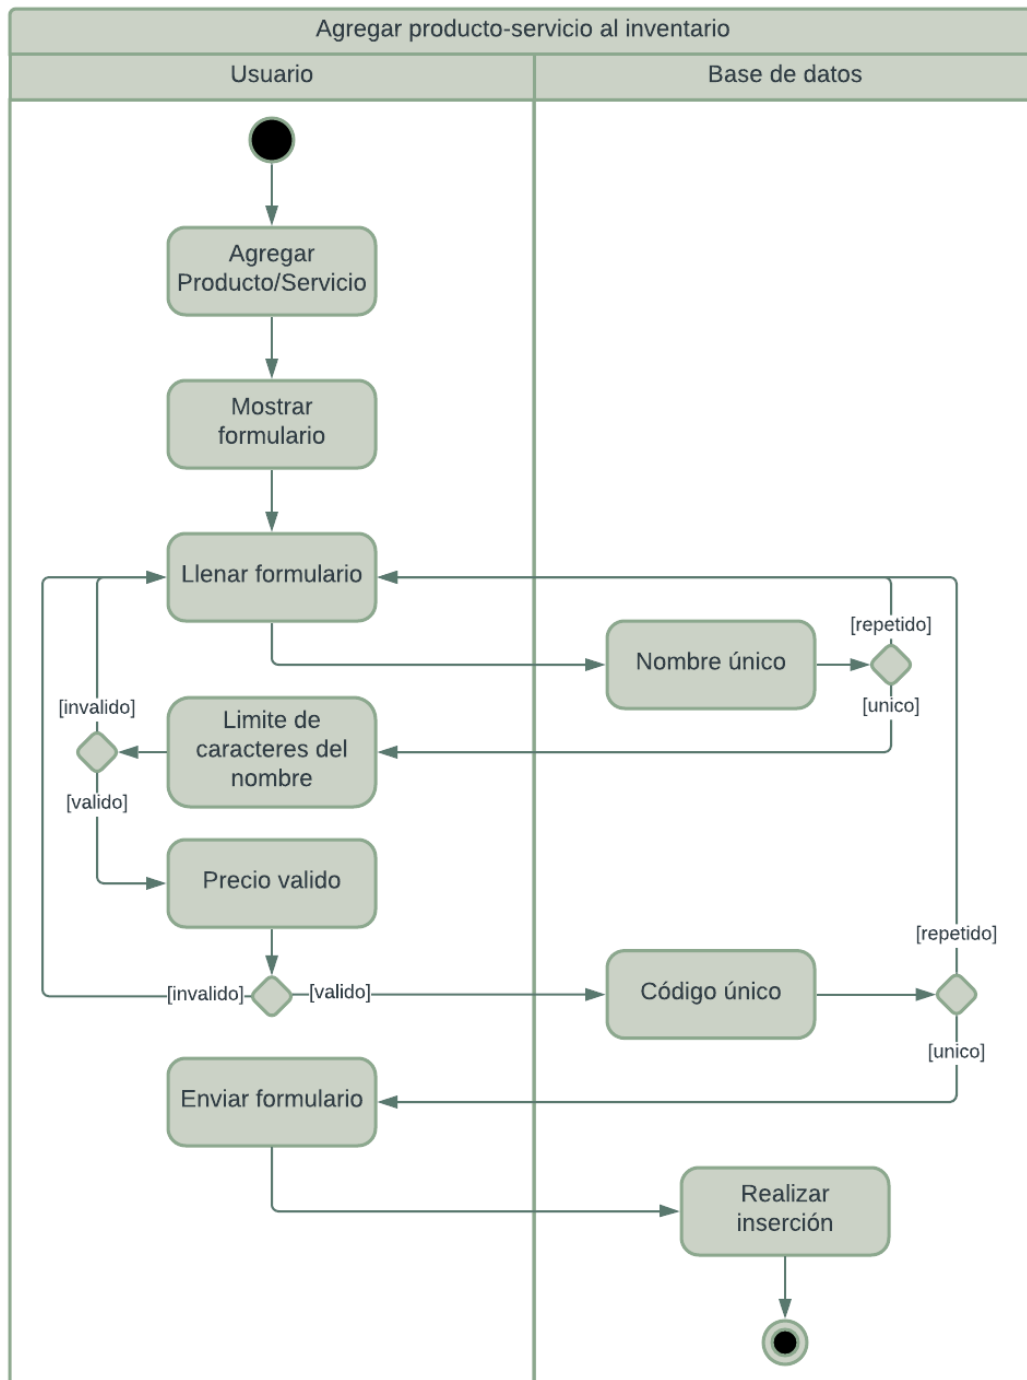 Agregar producto-servicio al inventario
Usuario
Base de datos
Agregar
Producto/Servicio
Mostrar
formulario
Llenar formulario
[repetido]
Nombre único
[unico]
[invalido]
Limite de
caracteres del
nombre
[valido]
Precio valido
[repetido]
[invalido]
[valido]
Código único
[unico]
Enviar formulario
Realizar
inserción